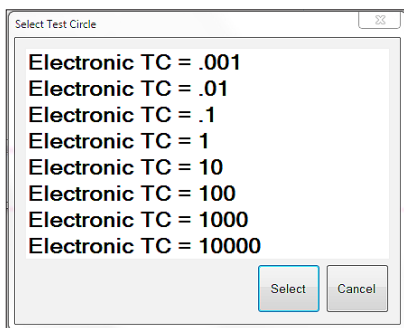 Select Test Circle
Electronic TC = .001
Electronic TC = .01
Electronic TC = .1
Electronic TC = 1
Electronic TC = 10
Electronic TC = 100
Electronic TC = 1000
Electronic TC = 10000
Select Cancel